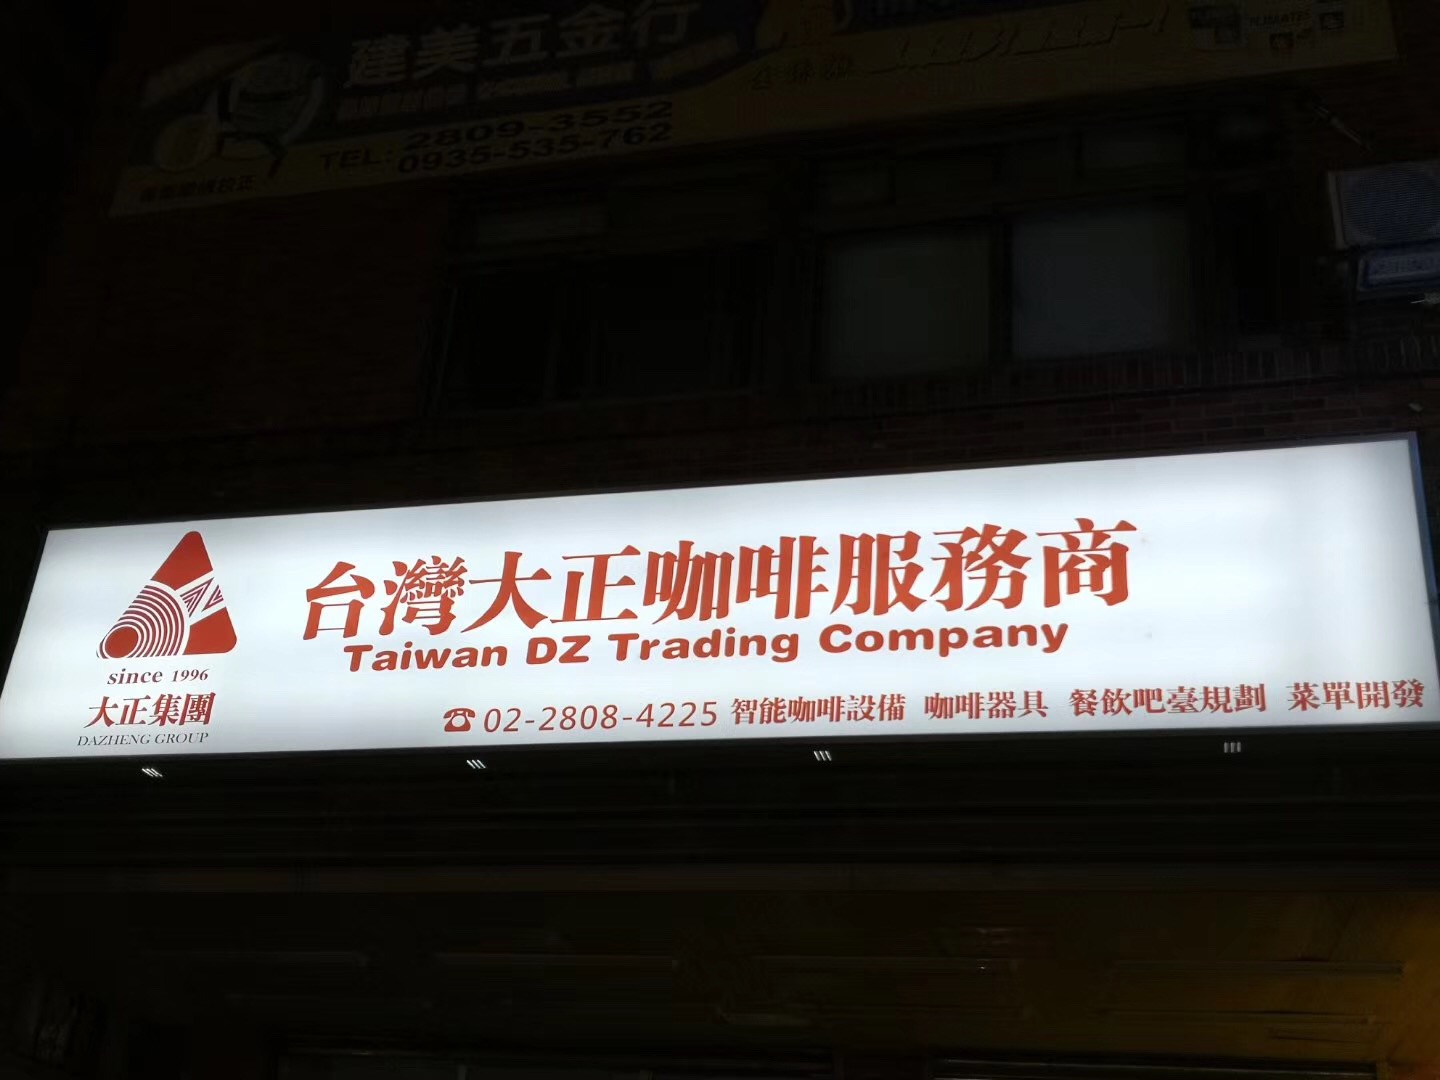 建美五金行
TEL: 2809-3552
0935-535-762
台灣大正咖啡服務商
Taiwan DZ Trading Company
since 1996
大正集團
DAZHENG GROUP
☎02-2808-4225 智能咖啡設備 咖啡器具 餐飲吧臺規劃 菜單開發